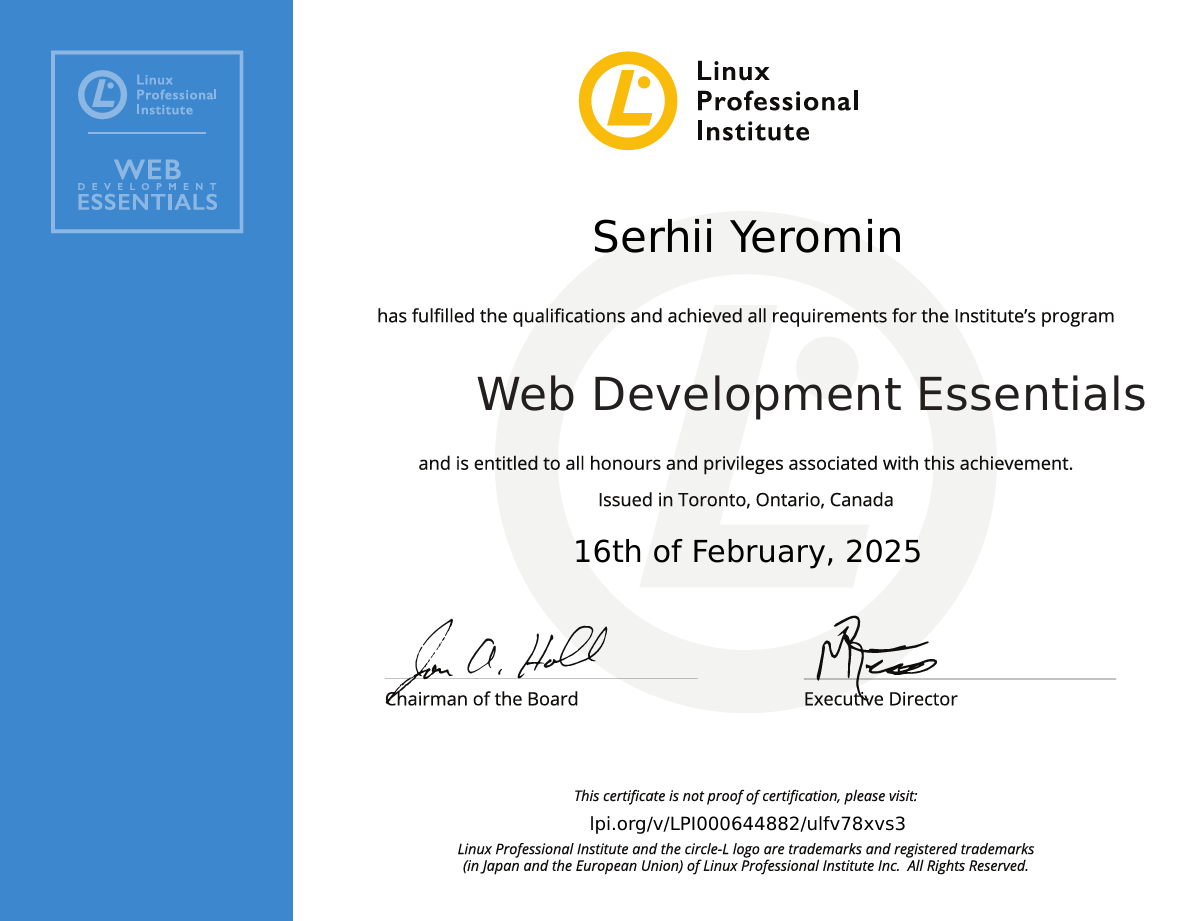 Linux
Professional
Institute
WEB
DEVELOPMENT
ESSENTIALS
Linux
Professional
Institute
Serhii Yeromin
has fulfilled the qualifications and achieved all requirements for the Institute’s program
Web Development Essentials
and is entitled to all honours and privileges associated with this achievement.
Issued in Toronto, Ontario, Canada
16th of February, 2025
Jon A. Hall
Chairman of the Board
Executive Director
This certificate is not proof of certification, please visit:
lpi.org/v/LPI000644882/ulfv78xvs3
Linux Professional Institute and the circle-L logo are trademarks and registered trademarks
(in Japan and the European Union) of Linux Professional Institute Inc.  All Rights Reserved.